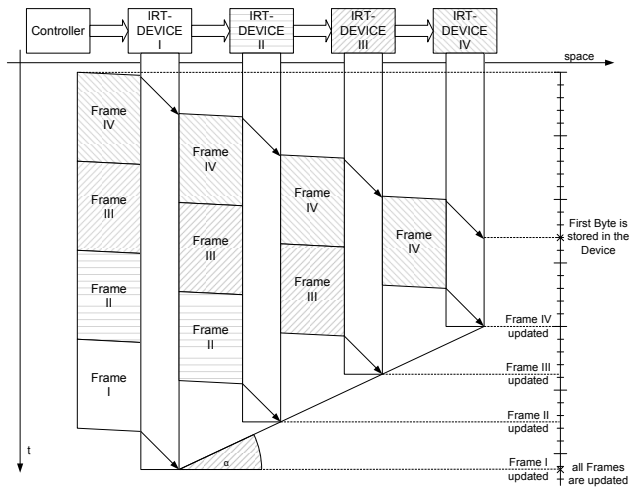 Controller
IRT-
DEVICE
I
IRT-
DEVICE
II
IRT-
DEVICE
III
IRT-
DEVICE
IV
space
Frame
IV
Frame
III
Frame
II
Frame
I
Frame
IV
Frame
III
Frame
II
Frame
IV
Frame
III
Frame
IV
First Byte is
stored in the
Device
Frame IV
updated
Frame III
updated
Frame II
updated
Frame I
updated
all Frames
are updated
t
α